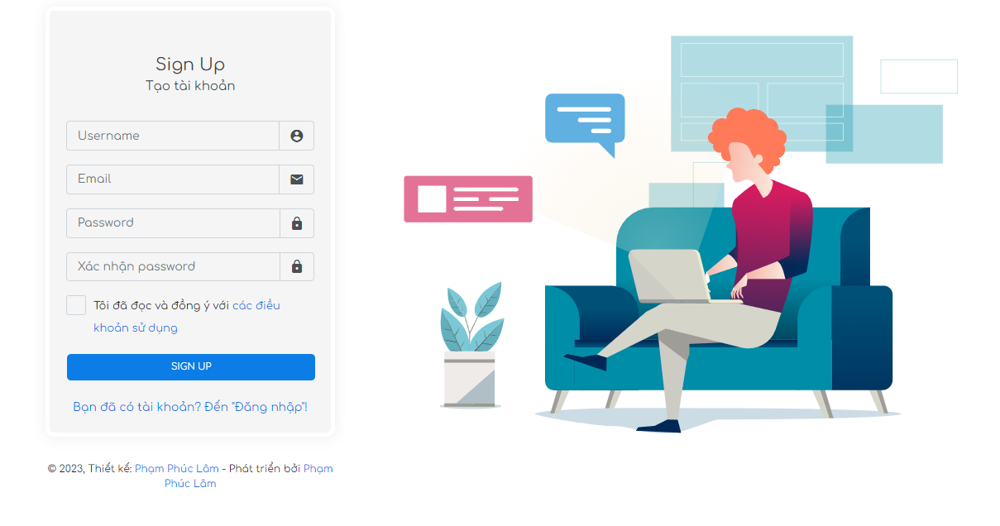 Sign Up
Tạo tài khoản
Username
Email
Password
Xác nhận password
Tôi đã đọc và đồng ý với các điều
khoản sử dụng
SIGN UP
Bạn đã có tài khoản? Đến "Đăng nhập"!
© 2023, Thiết kế: Phạm Phúc Lâm - Phát triển bởi Phạm
Phúc Lâm